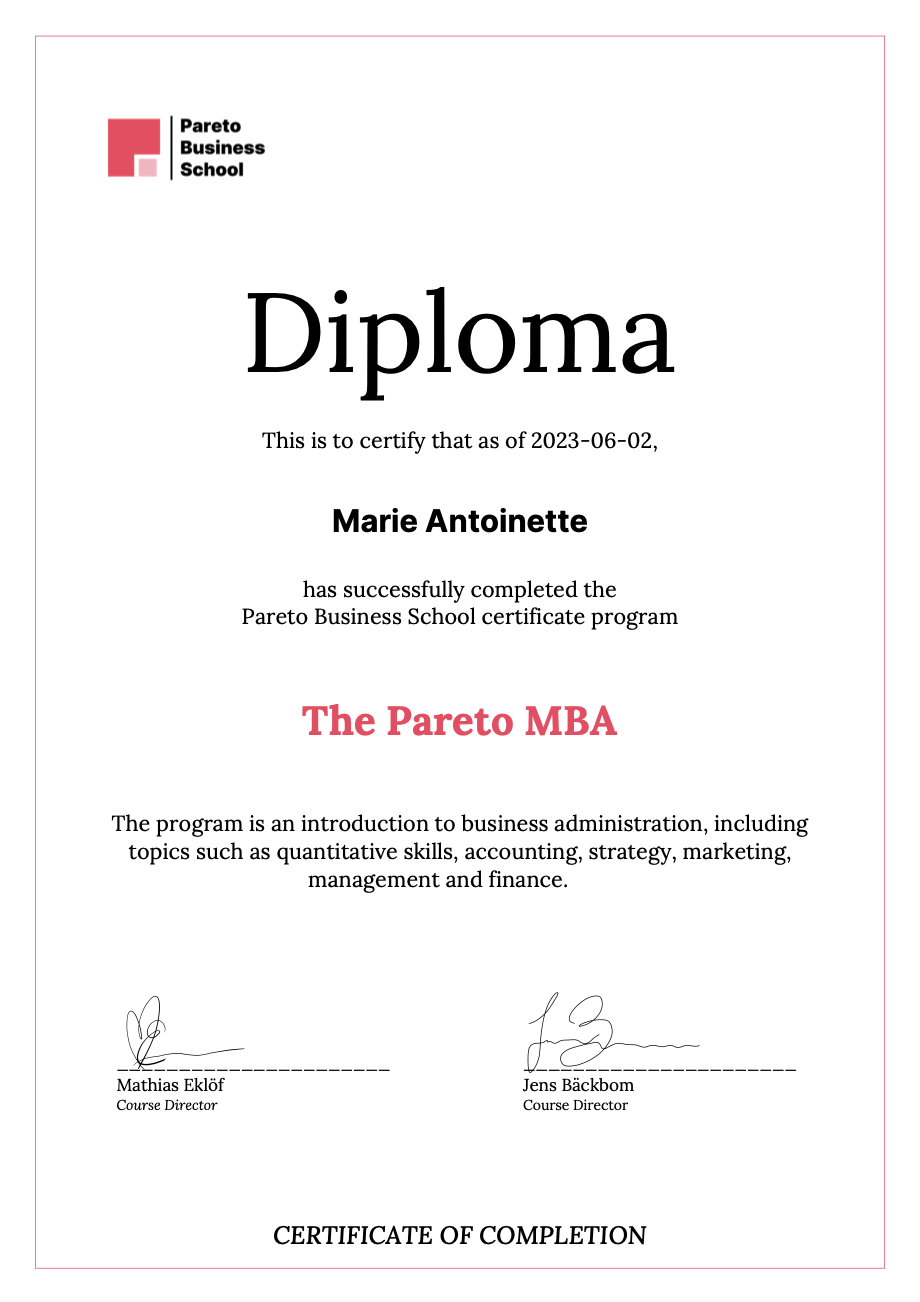 Pareto
Business
School
Diploma
This is to certify that as of 2023-06-02,
Marie Antoinette
has successfully completed the
Pareto Business School certificate program
The Pareto MBA
The program is an introduction to business administration, including
topics such as quantitative skills, accounting, strategy, marketing,
management and finance.
Mathias Eklöf
Course Director
Jens Bäckbom
Course Director
CERTIFICATE OF COMPLETION